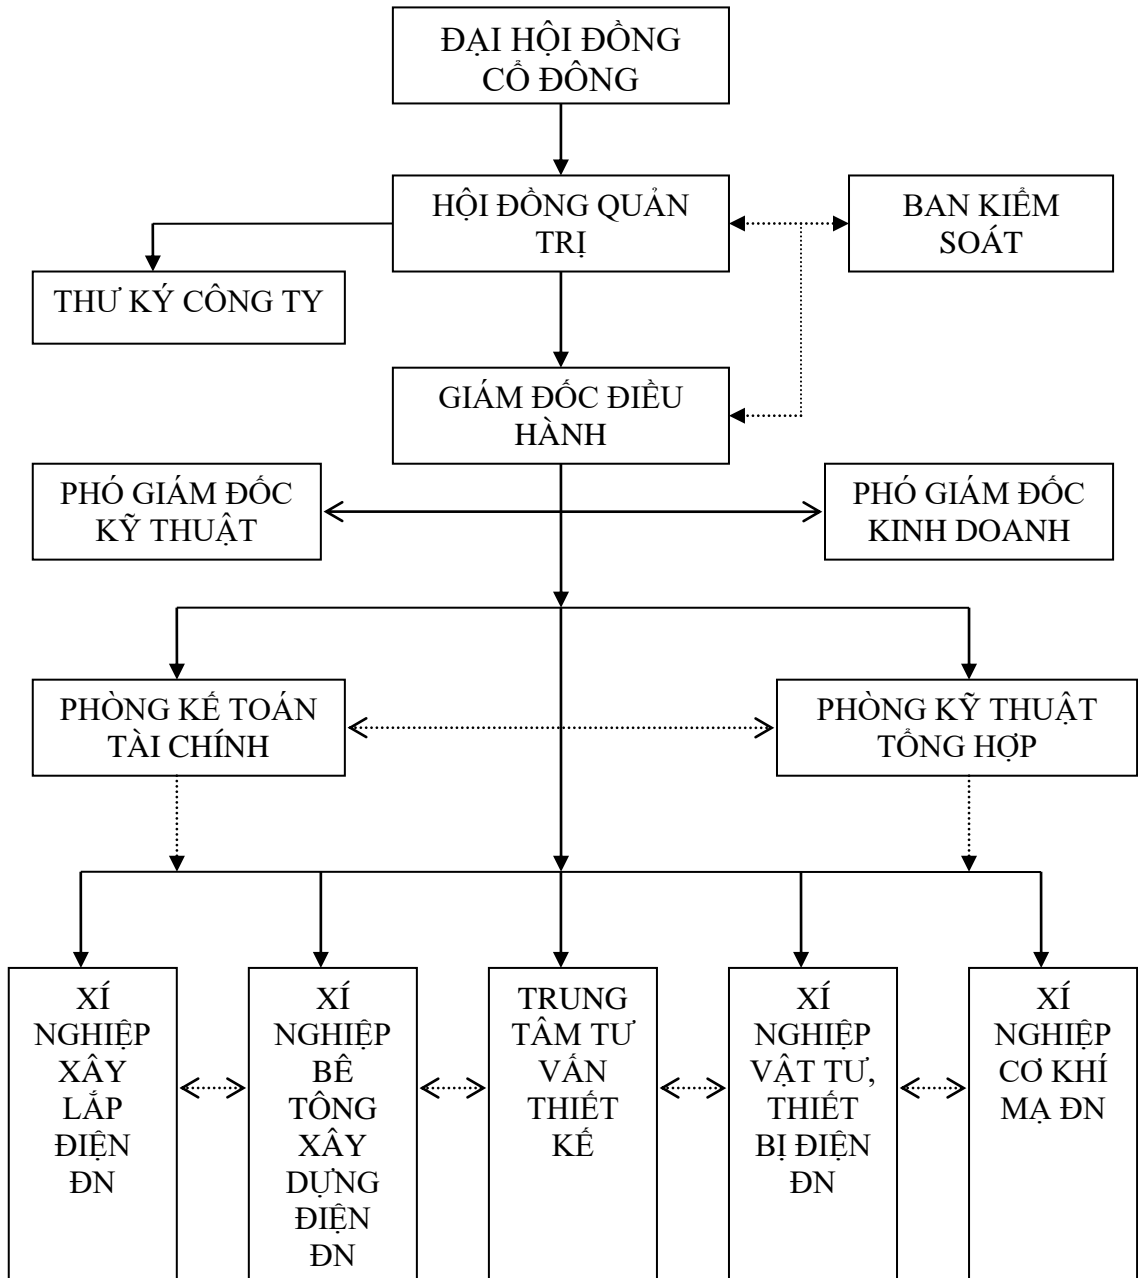 ĐẠI HỘI ĐỒNG
CỔ ĐÔNG
HỘI ĐỒNG QUẢN
TRỊ
BAN KIỂM
SOÁT
THƯ KÝ CÔNG TY
GIÁM ĐỐC ĐIỀU
HÀNH
PHÓ GIÁM ĐỐC
KỸ THUẬT
PHÓ GIÁM ĐỐC
KINH DOANH
PHÒNG KẾ TOÁN
TÀI CHÍNH
PHÒNG KỸ THUẬT
TỔNG HỢP
XÍ
NGHIỆP
XÂY
LẮP
ĐIỆN
ĐN
XÍ
NGHIỆP
BÊ
TÔNG
XÂY
DỰNG
ĐIỆN
ĐN
TRUNG
TÂM TƯ
VẤN
THIẾT
KẾ
XÍ
NGHIỆP
VẬT TƯ,
THIẾT
BỊ ĐIỆN
ĐN
XÍ
NGHIỆP
CƠ KHÍ
MẠ ĐN